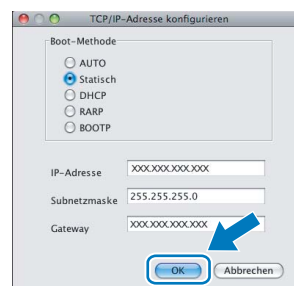 TCP/IP-Adresse konfigurieren
Boot-Methode
AUTO
Statisch
DHCP
RARP
BOOTP
IP-Adresse XXX.XXX.XXX.XXX
Subnetzmaske 255.255.255.0
Gateway XXX.XXX.XXX.XXX
OK Abbrechen